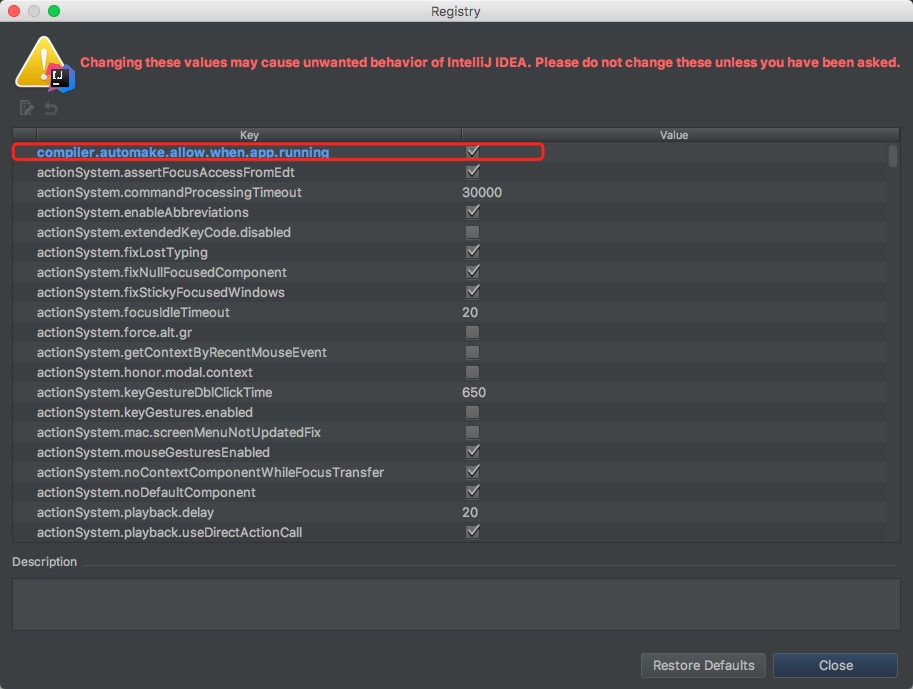 Registry
Changing these values may cause unwanted behavior of IntelliJ IDEA. Please do not change these unless you have been asked.
IJ
Key Value
compiler.automake.allow.when.app.running
actionSystem.assertFocusAccessFromEdt
actionSystem.commandProcessingTimeout 30000
actionSystem.enableAbbreviations
actionSystem.extendedKeyCode.disabled
actionSystem.fixLostTyping
actionSystem.fixNullFocusedComponent
actionSystem.fixStickyFocusedWindows
actionSystem.focusIdleTimeout 20
actionSystem.force.alt.gr
actionSystem.getContextByRecentMouseEvent
actionSystem.honor.modal.context
actionSystem.keyGestureDblClickTime 650
actionSystem.keyGestures.enabled
actionSystem.mac.screenMenuNotUpdatedFix
actionSystem.mouseGesturesEnabled
actionSystem.noContextComponentWhileFocusTransfer
actionSystem.noDefaultComponent
actionSystem.playback.delay 20
actionSystem.playback.useDirectActionCall
Description
Restore Defaults Close